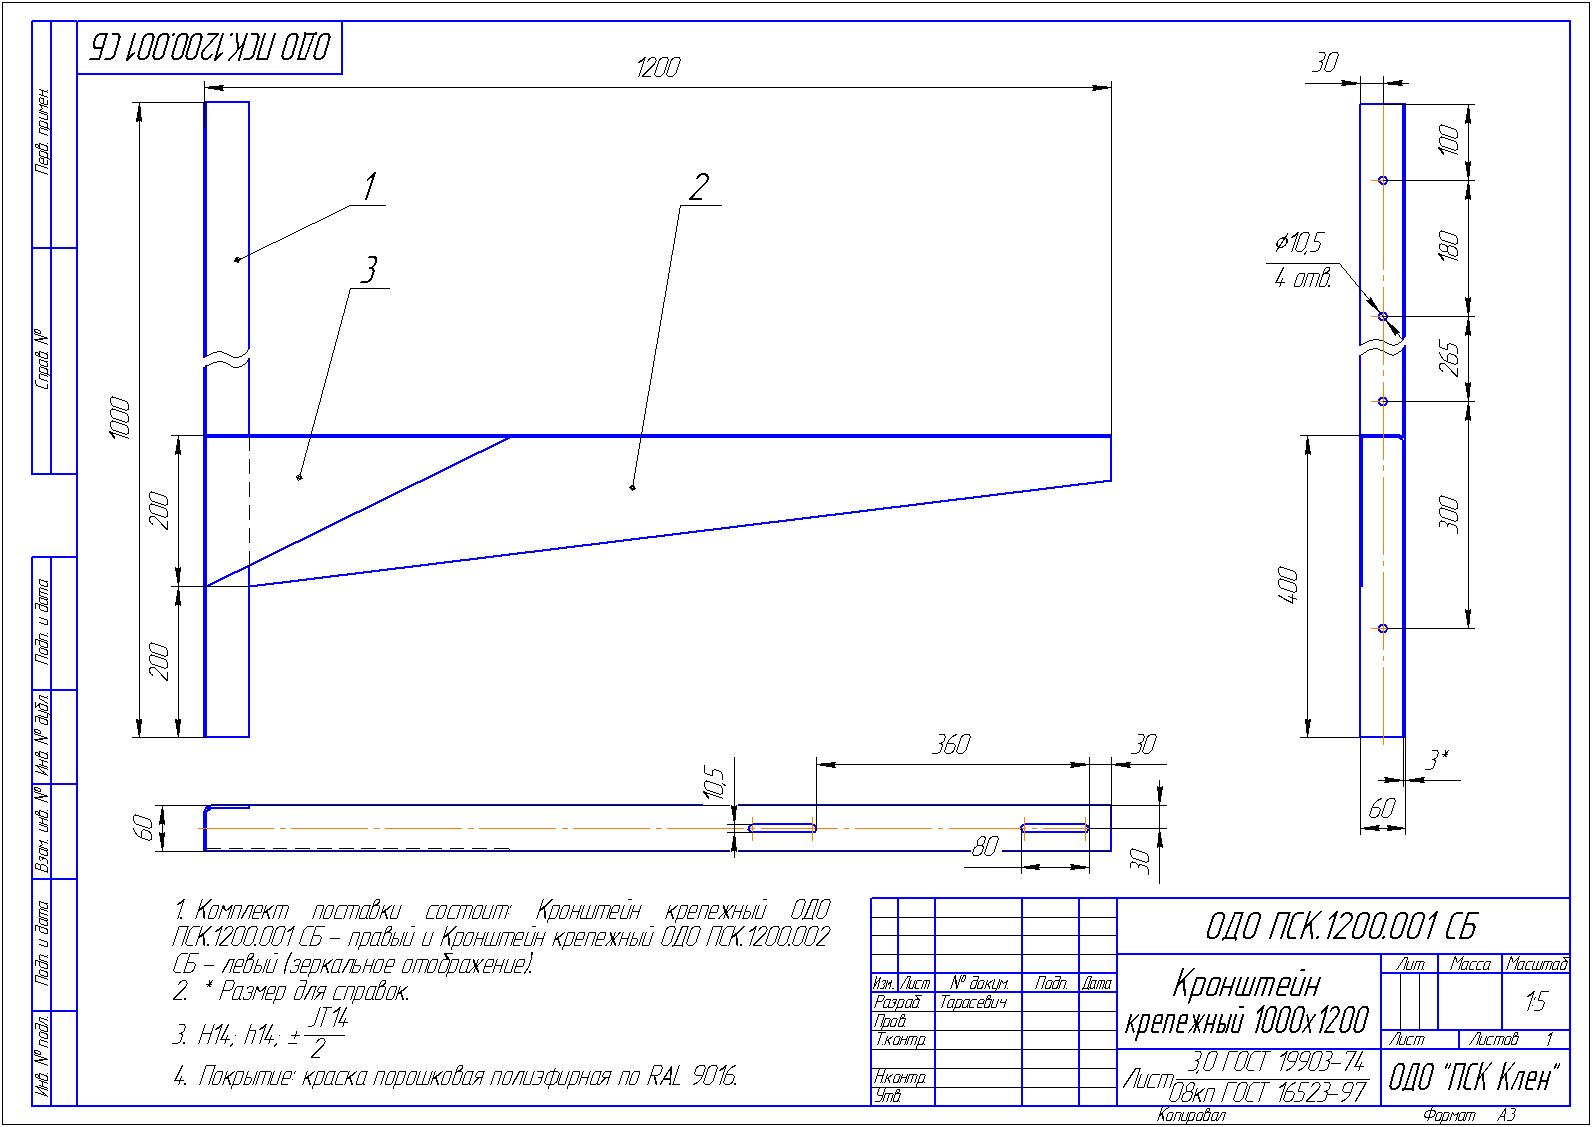 ОДО ПСК.1200.001 СБ
Перв. примен.
Справ. №
Подп. и дата
Инв. № дубл.
Взам. инв. №
Подп. и дата
Инв. № подл.
1200
1
2
3
1000
200
200
30
100
180
⌀10,5
4 отв.
265
300
400
3*
60
360
30
10,5
60
80
30
1. Комплект поставки состоит: Кронштейн крепежный ОДО
ПСК.1200.001 СБ – правый и Кронштейн крепежный ОДО ПСК.1200.002
СБ – левый (зеркальное отображение).
2. * Размер для справок.
3. H14; h14; ± JT14
2
4. Покрытие: краска порошковая полиэфирная по RAL 9016.
ОДО ПСК.1200.001 СБ
Изм. Лист № докум. Подп. Дата
Разраб. Тарасевич
Пров.
Т.контр.
Н.контр.
Утв.
Кронштейн
крепежный 1000х1200
Лит. Масса Масштаб
1:5
Лист Листов 1
Лист 3,0 ГОСТ 19903-74
08кп ГОСТ 16523-97
ОДО "ПСК Клен"
Копировал Формат А3